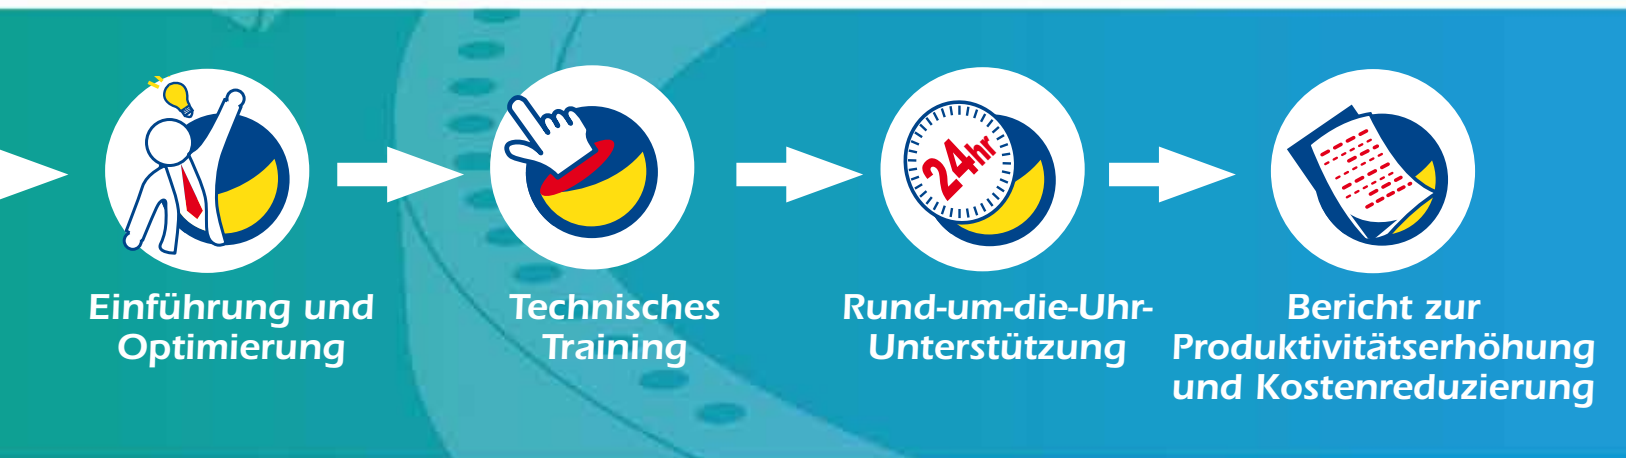 24hr
Einführung und
Optimierung
Technisches
Training
Rund-um-die-Uhr-
Unterstützung
Bericht zur
Produktivitätserhöhung
und Kostenreduzierung